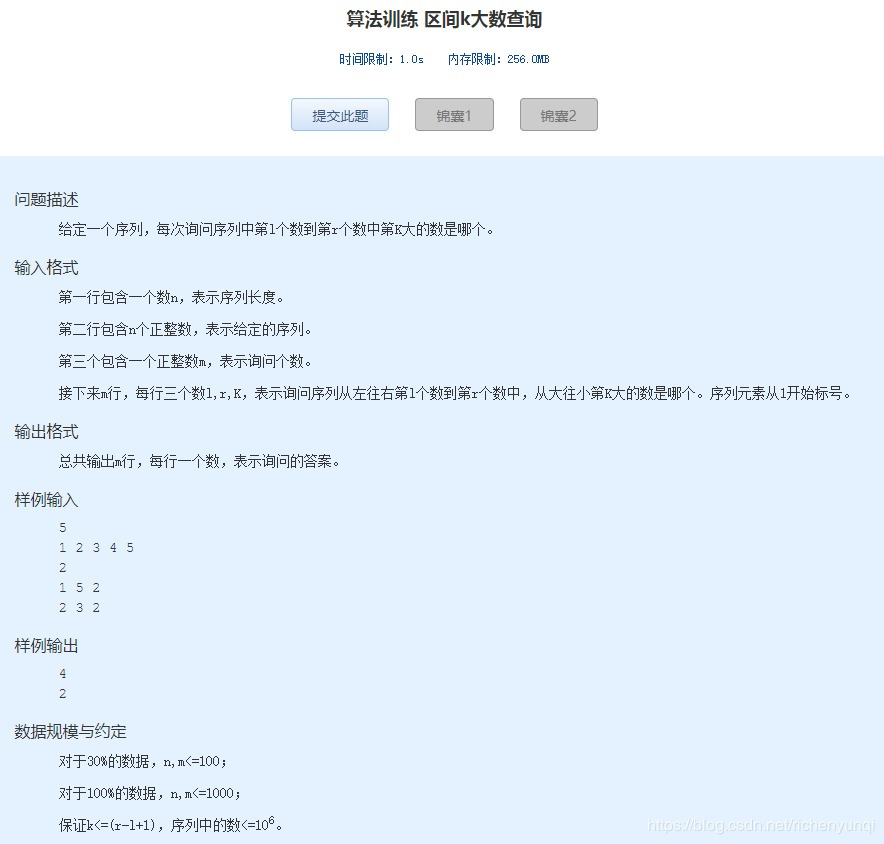 算法训练 区间k大数查询
时间限制：1.0s 内存限制：256.0MB
提交此题 锦囊1 锦囊2
问题描述
给定一个序列，每次询问序列中第l个数到第r个数中第K大的数是哪个。
输入格式
第一行包含一个数n，表示序列长度。
第二行包含n个正整数，表示给定的序列。
第三个包含一个正整数m，表示询问个数。
接下来m行，每行三个数l,r,K，表示询问序列从左往右第l个数到第r个数中，从大往小第K大的数是哪个。序列元素从1开始标号。
输出格式
总共输出m行，每行一个数，表示询问的答案。
样例输入
5
1 2 3 4 5
2
1 5 2
2 3 2
样例输出
4
2
数据规模与约定
对于30%的数据，n,m<=100；
对于100%的数据，n,m<=1000；
保证k<=(r-l+1)，序列中的数<=10⁶。
https://blog.csdn.net/richenyunqi